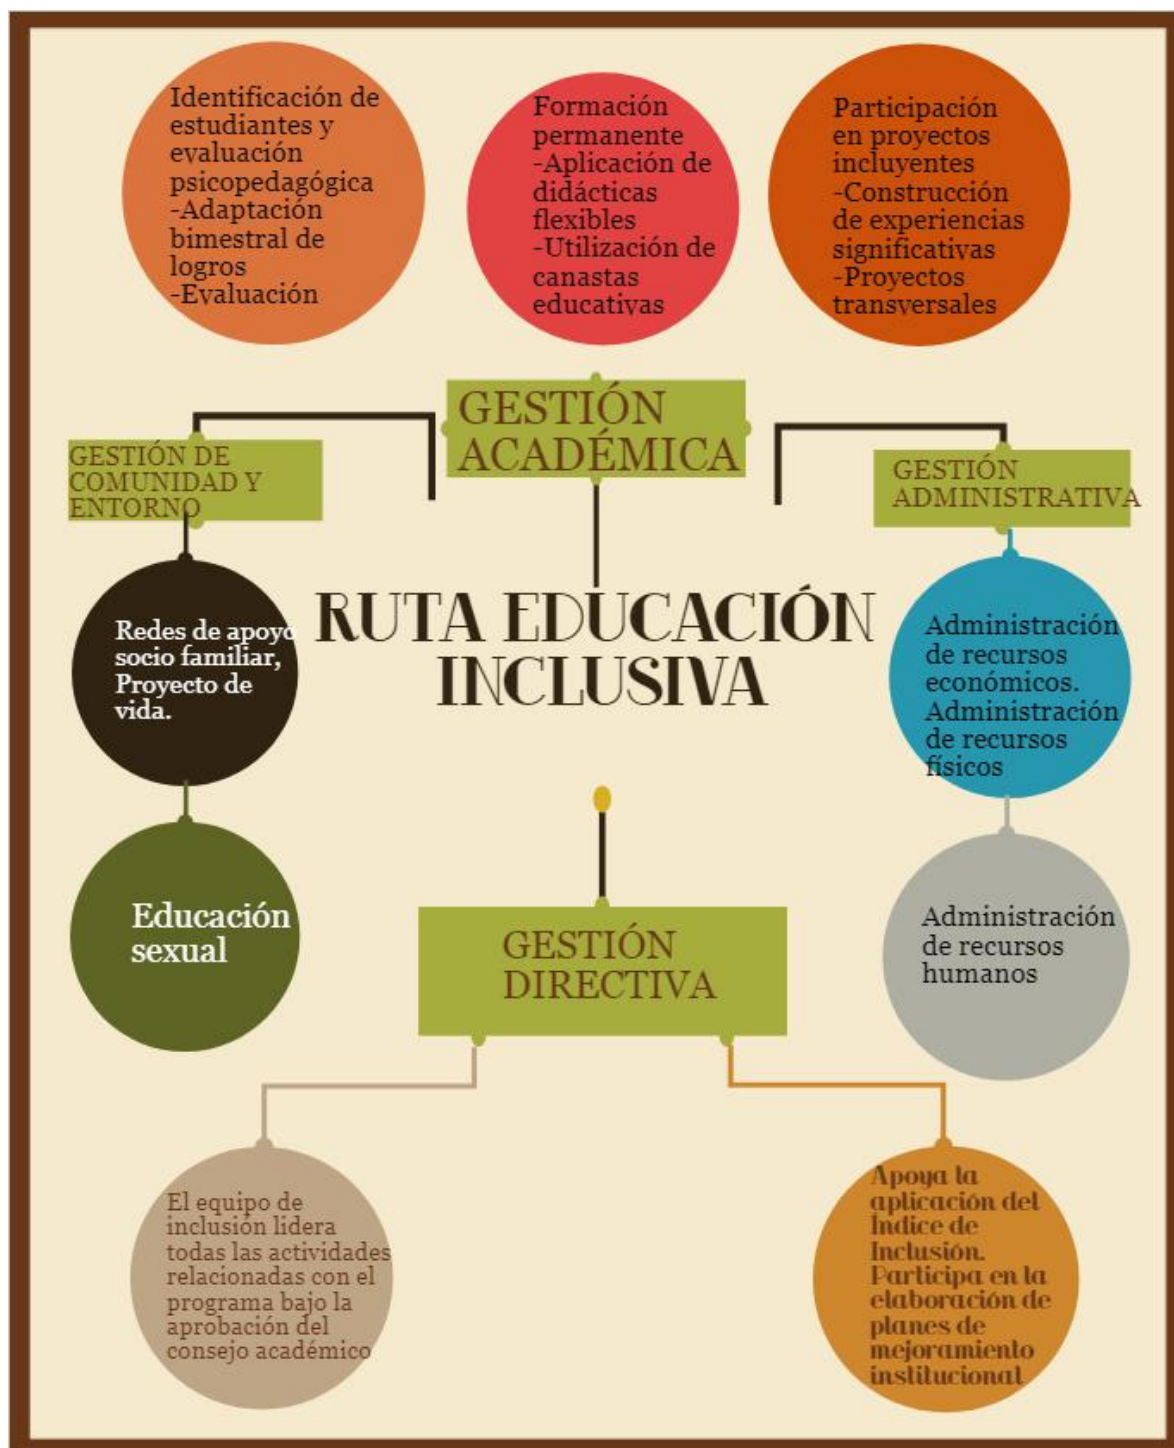 Identificación de
estudiantes y
evaluación
psicopedagógica
-Adaptación
bimestral de
logros
-Evaluación
Formación
permanente
-Aplicación de
didácticas
flexibles
-Utilización de
canastas
educativas
Participación
en proyectos
incluyentes
-Construcción
de experiencias
significativas
-Proyectos
transversales
GESTIÓN
ACADÉMICA
GESTIÓN DE
COMUNIDAD Y
ENTORNO
GESTIÓN
ADMINISTRATIVA
RUTA EDUCACIÓN
INCLUSIVA
Redes de apoyo
socio familiar,
Proyecto de
vida.
Administración
de recursos
económicos.
Administración
de recursos
físicos
Educación
sexual
Administración
de recursos
humanos
GESTIÓN
DIRECTIVA
El equipo de
inclusión lidera
todas las actividades
relacionadas con el
programa bajo la
aprobación del
consejo académico
Apoya la
aplicación del
Índice de
Inclusión.
Participa en la
elaboración de
planes de
mejoramiento
institucional